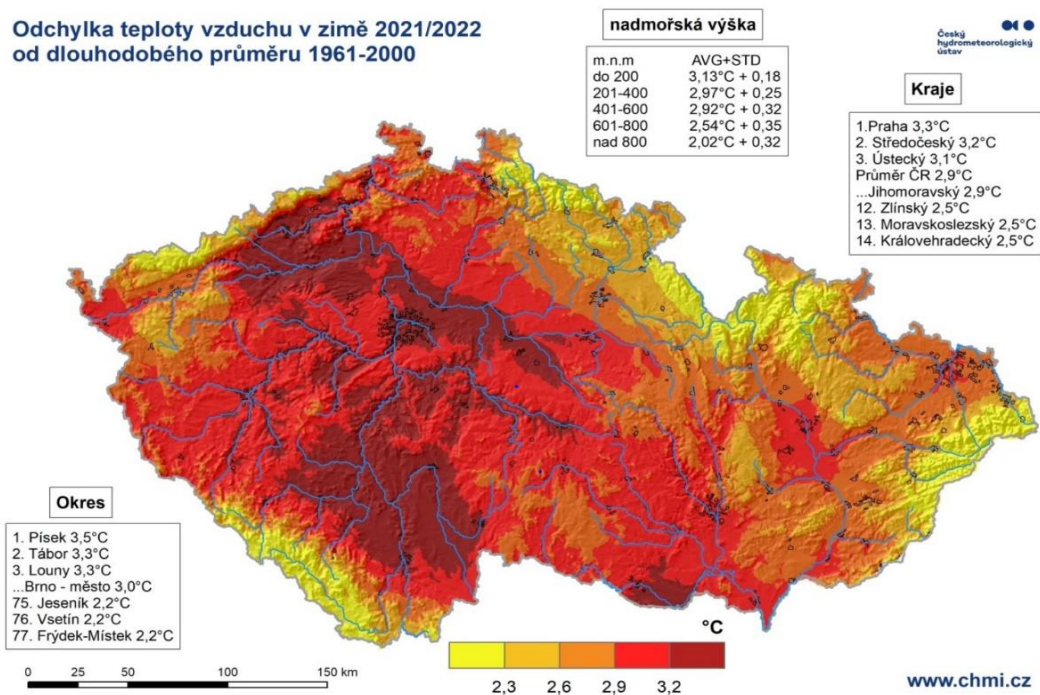 Odchylka teploty vzduchu v zimě 2021/2022
od dlouhodobého průměru 1961-2000
nadmořská výška
m.n.m AVG+STD
do 200 3,13°C + 0,18
201-400 2,97°C + 0,25
401-600 2,92°C + 0,32
601-800 2,54°C + 0,35
nad 800 2,02°C + 0,32
Český
hydrometeorologický
ústav
Kraje
1.Praha 3,3°C
2. Středočeský 3,2°C
3. Ústecký 3,1°C
Průměr ČR 2,9°C
...Jihomoravský 2,9°C
12. Zlínský 2,5°C
13. Moravskoslezský 2,5°C
14. Královehradecký 2,5°C
Okres
1. Písek 3,5°C
2. Tábor 3,3°C
3. Louny 3,3°C
...Brno - město 3,0°C
75. Jeseník 2,2°C
76. Vsetín 2,2°C
77. Frýdek-Místek 2,2°C
0 25 50 100 150 km
°C
2,3 2,6 2,9 3,2
www.chmi.cz